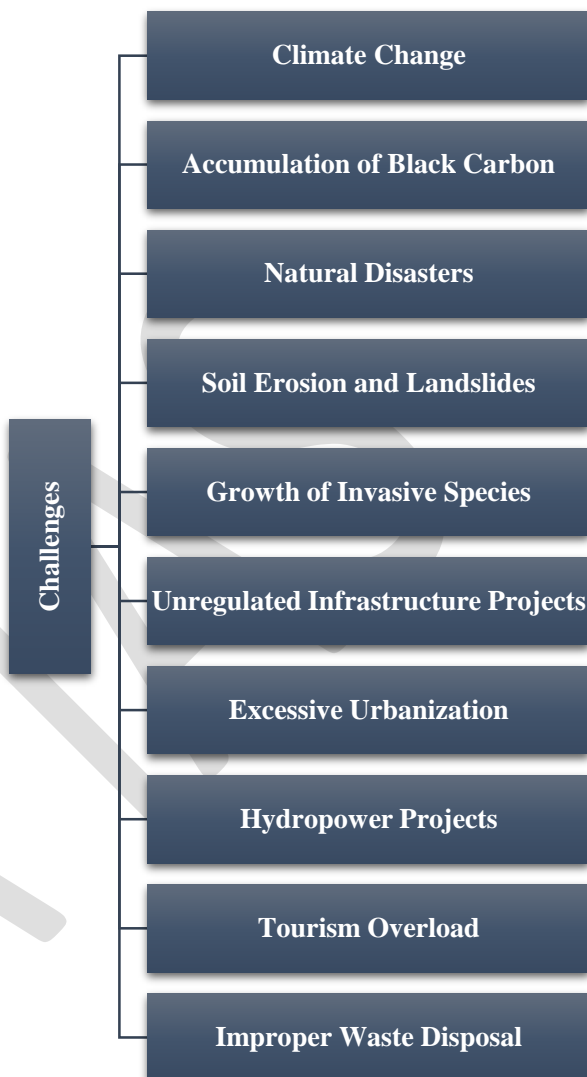 Challenges
Climate Change
Accumulation of Black Carbon
Natural Disasters
Soil Erosion and Landslides
Growth of Invasive Species
Unregulated Infrastructure Projects
Excessive Urbanization
Hydropower Projects
Tourism Overload
Improper Waste Disposal